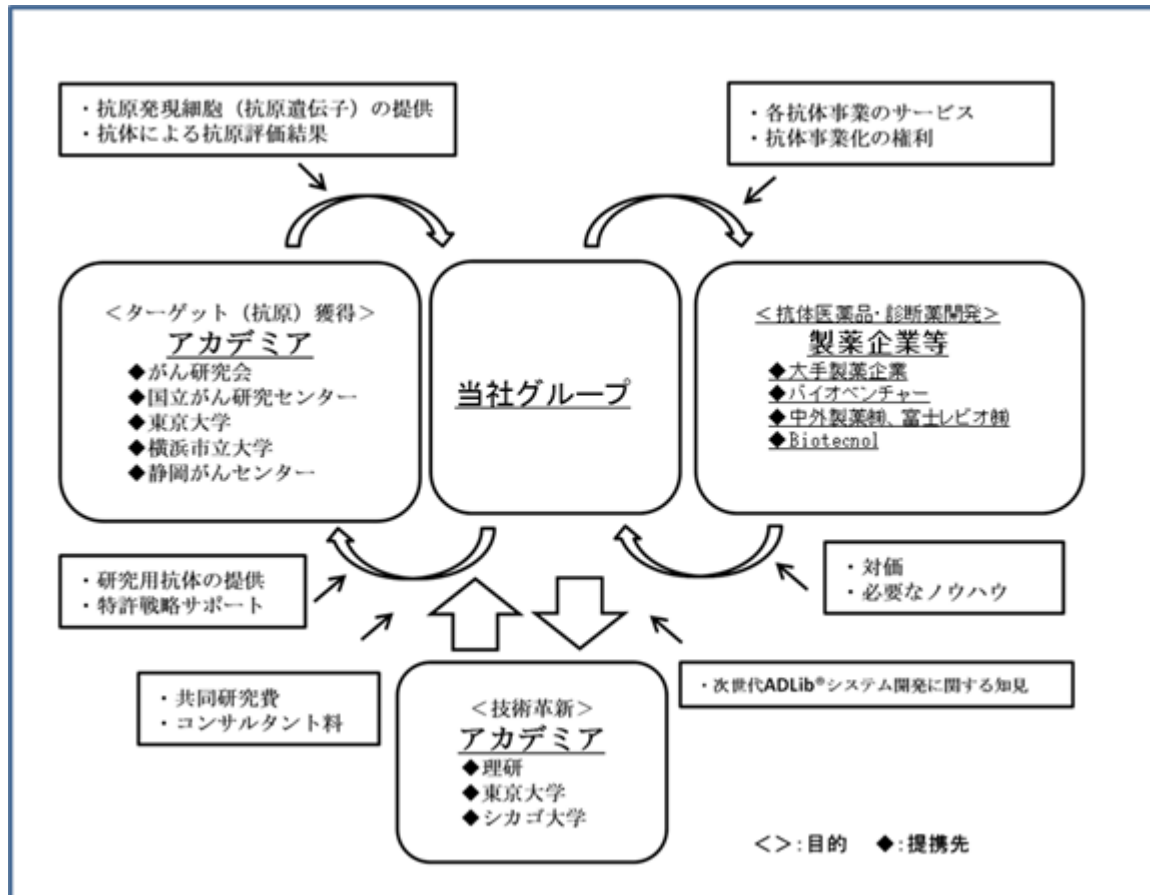 ・抗原発現細胞（抗原遺伝子）の提供
・抗体による抗原評価結果
・各抗体事業のサービス
・抗体事業化の権利
＜ターゲット（抗原）獲得＞
アカデミア
◆がん研究会
◆国立がん研究センター
◆東京大学
◆横浜市立大学
◆静岡がんセンター
当社グループ
＜抗体医薬品・診断薬開発＞
製薬企業等
◆大手製薬企業
◆バイオベンチャー
◆中外製薬㈱、富士レビオ㈱
◆Biotecnol
・研究用抗体の提供
・特許戦略サポート
・対価
・必要なノウハウ
・共同研究費
・コンサルタント料
・次世代ADLib®システム開発に関する知見
＜技術革新＞
アカデミア
◆理研
◆東京大学
◆シカゴ大学
＜＞：目的　◆：提携先